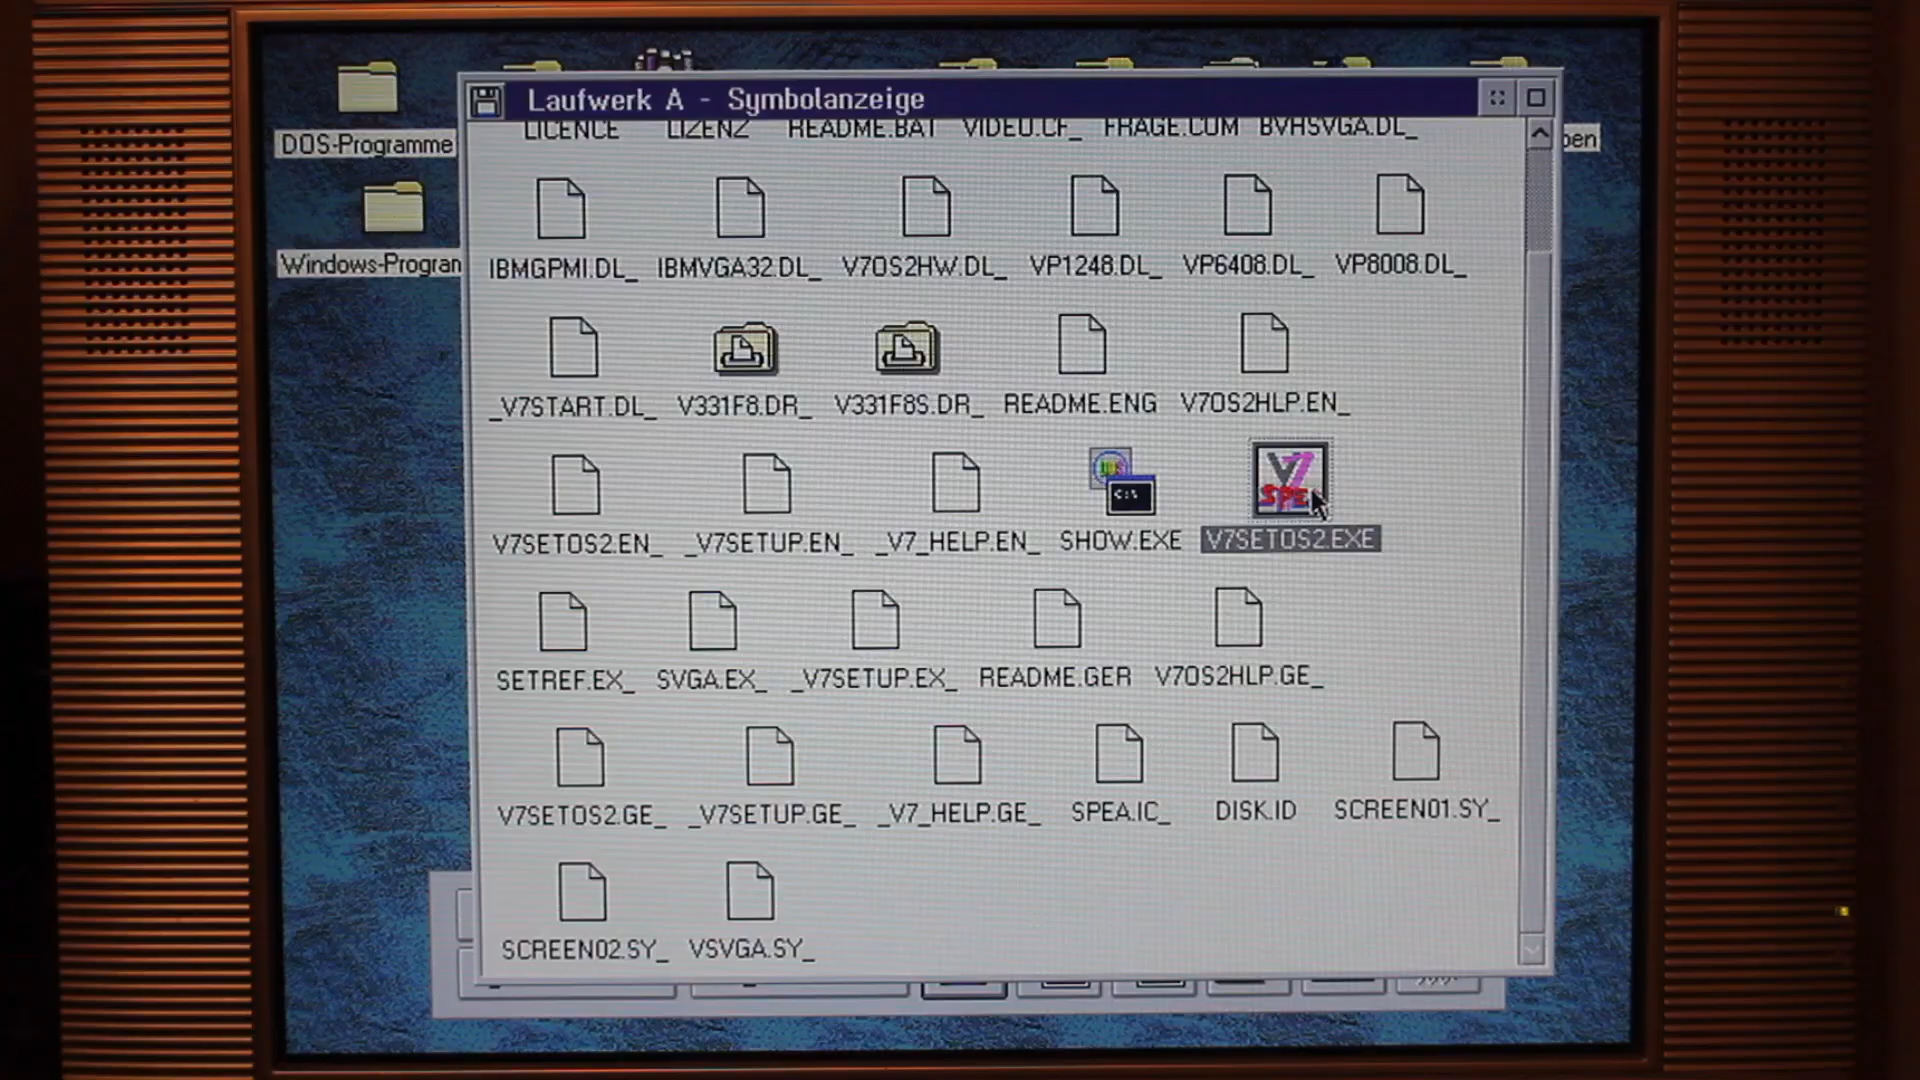 Laufwerk A - Symbolanzeige
LICENCE LIZENZ README.BAT VIDEO.CF_ FRAGE.COM BVHSVGA.DL_
DOS-Programme
IBMGPMI.DL_ IBMVGA32.DL_ V7OS2HW.DL_ VP1248.DL_ VP6408.DL_ VP8008.DL_
Windows-Progran
_V7START.DL_ V331F8.DR_ V331F8S.DR_ README.ENG V7OS2HLP.EN_
DOS
C:\
V7
V7SETOS2.EN_ _V7SETUP.EN_ _V7_HELP.EN_ SHOW.EXE V7SETOS2.EXE
SETREF.EX_ SVGA.EX_ _V7SETUP.EX_ README.GER V7OS2HLP.GE_
V7SETOS2.GE_ _V7SETUP.GE_ _V7_HELP.GE_ SPEA.IC_ DISK.ID SCREEN01.SY_
SCREEN02.SY_ VSVGA.SY_